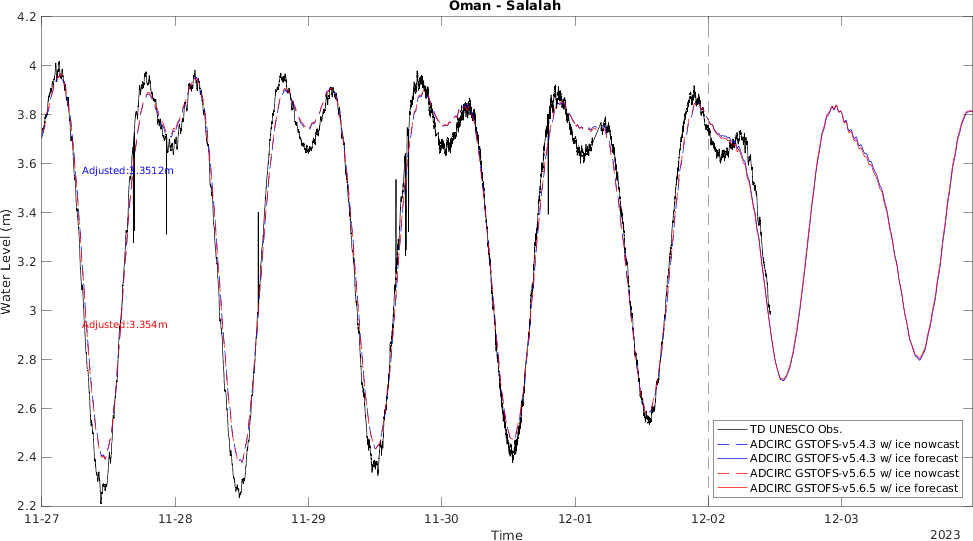 Oman - Salalah
4.2
4
3.8
3.6
3.4
3.2
3
2.8
2.6
2.4
2.2
Water Level (m)
Adjusted:3.3512m
Adjusted:3.354m
TD UNESCO Obs.
ADCIRC GSTOFS-v5.4.3 w/ ice nowcast
ADCIRC GSTOFS-v5.4.3 w/ ice forecast
ADCIRC GSTOFS-v5.6.5 w/ ice nowcast
ADCIRC GSTOFS-v5.6.5 w/ ice forecast
11-27 11-28 11-29 11-30 12-01 12-02 12-03
Time
2023